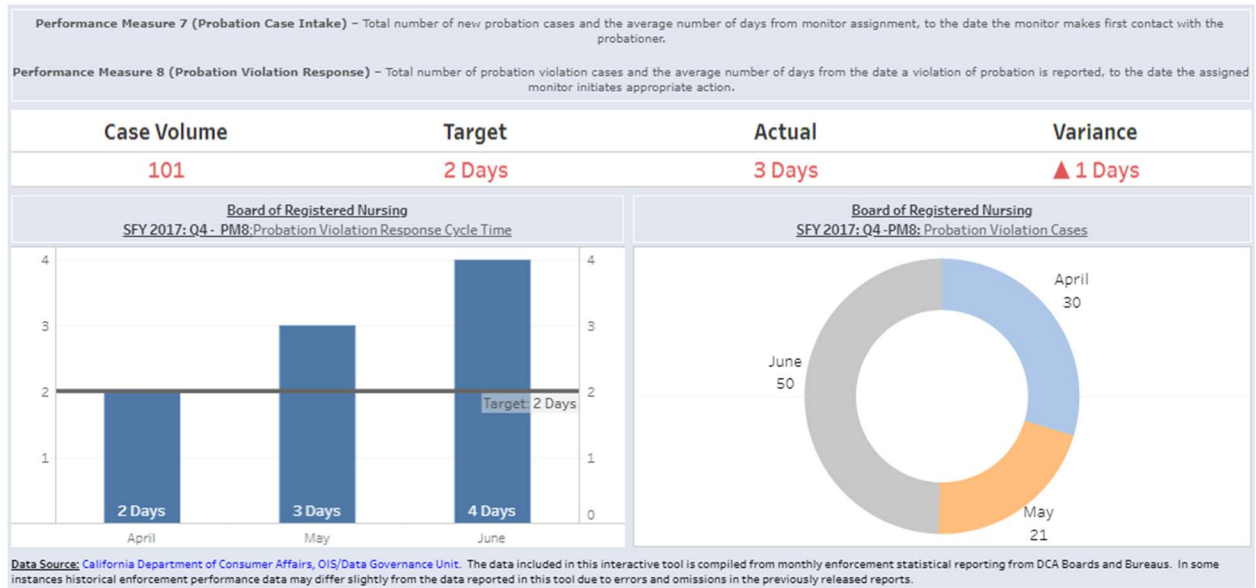 Performance Measure 7 (Probation Case Intake) – Total number of new probation cases and the average number of days from monitor assignment, to the date the monitor makes first contact with the
probationer.
Performance Measure 8 (Probation Violation Response) – Total number of probation violation cases and the average number of days from the date a violation of probation is reported, to the date the assigned
monitor initiates appropriate action.
Case Volume Target Actual Variance
101 2 Days 3 Days ▲ 1 Days
Board of Registered Nursing
SFY 2017: Q4 - PM8:Probation Violation Response Cycle Time
4 4
3 3
2 2
Target: 2 Days
1 1
0
2 Days 3 Days 4 Days
April May June
Board of Registered Nursing
SFY 2017: Q4 -PM8: Probation Violation Cases
April
30
June
50
May
21
Data Source: California Department of Consumer Affairs, OIS/Data Governance Unit. The data included in this interactive tool is compiled from monthly enforcement statistical reporting from DCA Boards and Bureaus. In some
instances historical enforcement performance data may differ slightly from the data reported in this tool due to errors and omissions in the previously released reports.